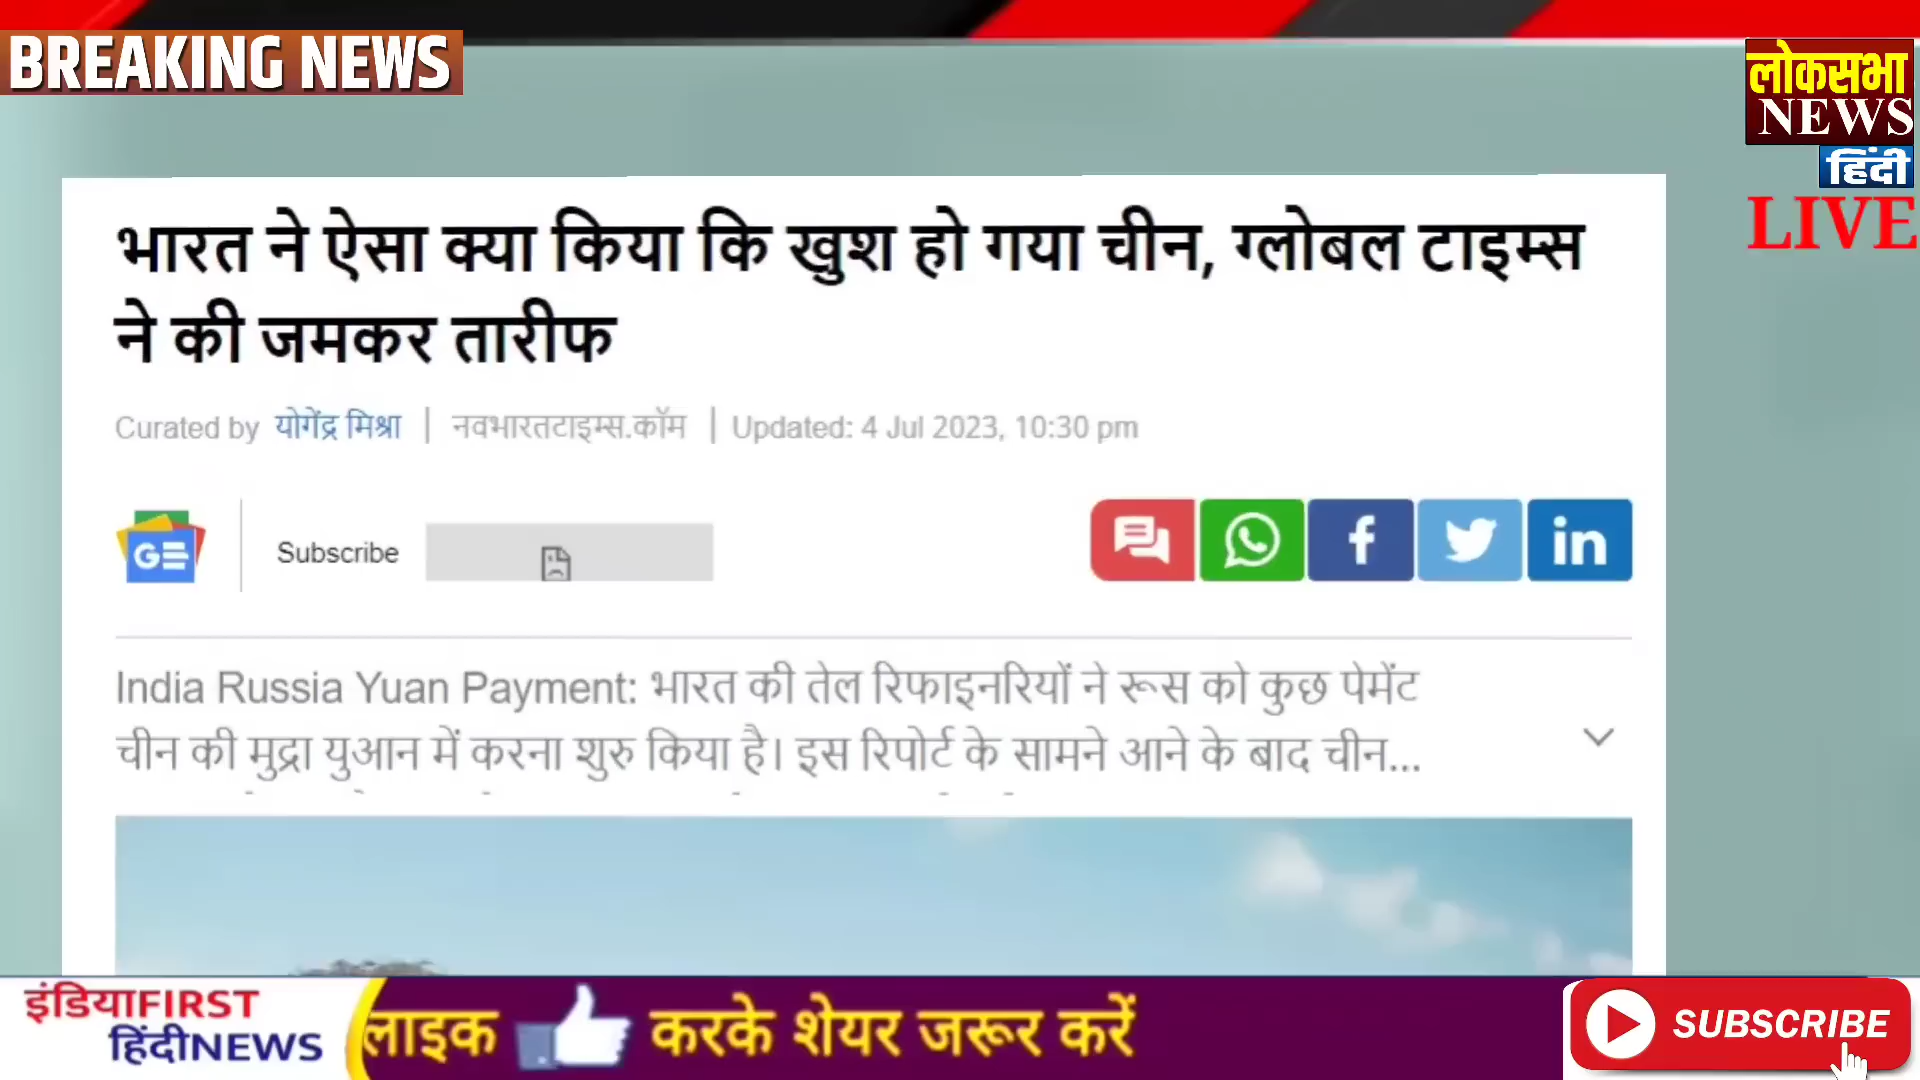 BREAKING NEWS
लोकसभा
NEWS
हिंदी
LIVE
भारत ने ऐसा क्या किया कि खुश हो गया चीन, ग्लोबल टाइम्स
ने की जमकर तारीफ
Curated by योगेंद्र मिश्रा | नवभारतटाइम्स.कॉम | Updated: 4 Jul 2023, 10:30 pm
Subscribe
India Russia Yuan Payment: भारत की तेल रिफाइनरियों ने रूस को कुछ पेमेंट
चीन की मुद्रा युआन में करना शुरु किया है। इस रिपोर्ट के सामने आने के बाद चीन...
इंडियाFIRST
हिंदीNEWS
लाइक करके शेयर जरूर करें
SUBSCRIBE